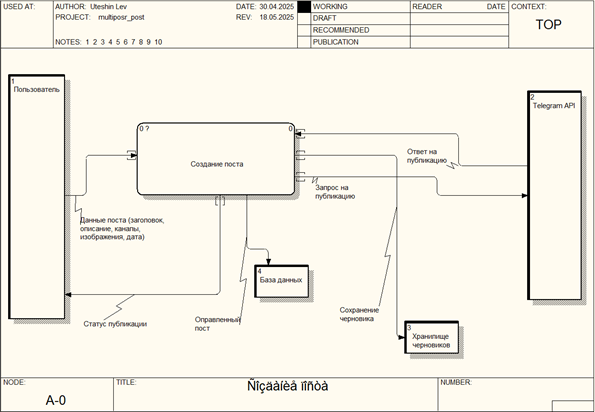 USED AT:
AUTHOR: Uteshin Lev
DATE: 30.04.2025
PROJECT: multiposr_post
REV: 18.05.2025
NOTES: 1 2 3 4 5 6 7 8 9 10
WORKING
DRAFT
RECOMMENDED
PUBLICATION
READER
DATE
CONTEXT:
TOP
1
Пользователь
0 ?
0
Создание поста
2
Telegram API
Ответ на
публикацию
Запрос на
публикацию
Данные поста (заголовок,
описание, каналы,
изображения, дата)
4
База данных
Сохранение
черновика
Оправленный
пост
Статус публикации
3
Хранилище
черновиков
NODE:
A-0
TITLE:
Ñîçäàíèå ïîñòà
NUMBER: